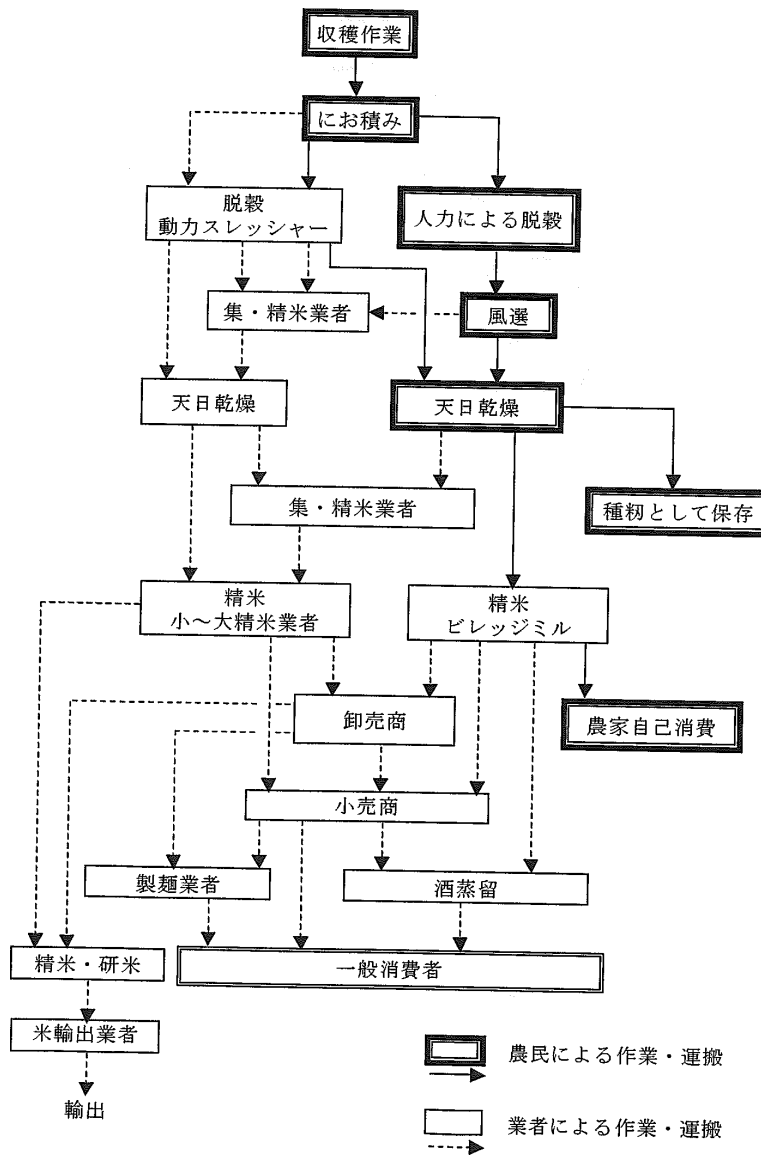 収穫作業
にお積み
脱穀
動力スレッシャー
人力による脱穀
集・精米業者
風選
天日乾燥
天日乾燥
集・精米業者
種籾として保存
精米
小～大精米業者
精米
ビレッジミル
卸売商
農家自己消費
小売商
製麺業者
酒蒸留
精米・研米
一般消費者
米輸出業者
農民による作業・運搬
輸出
業者による作業・運搬